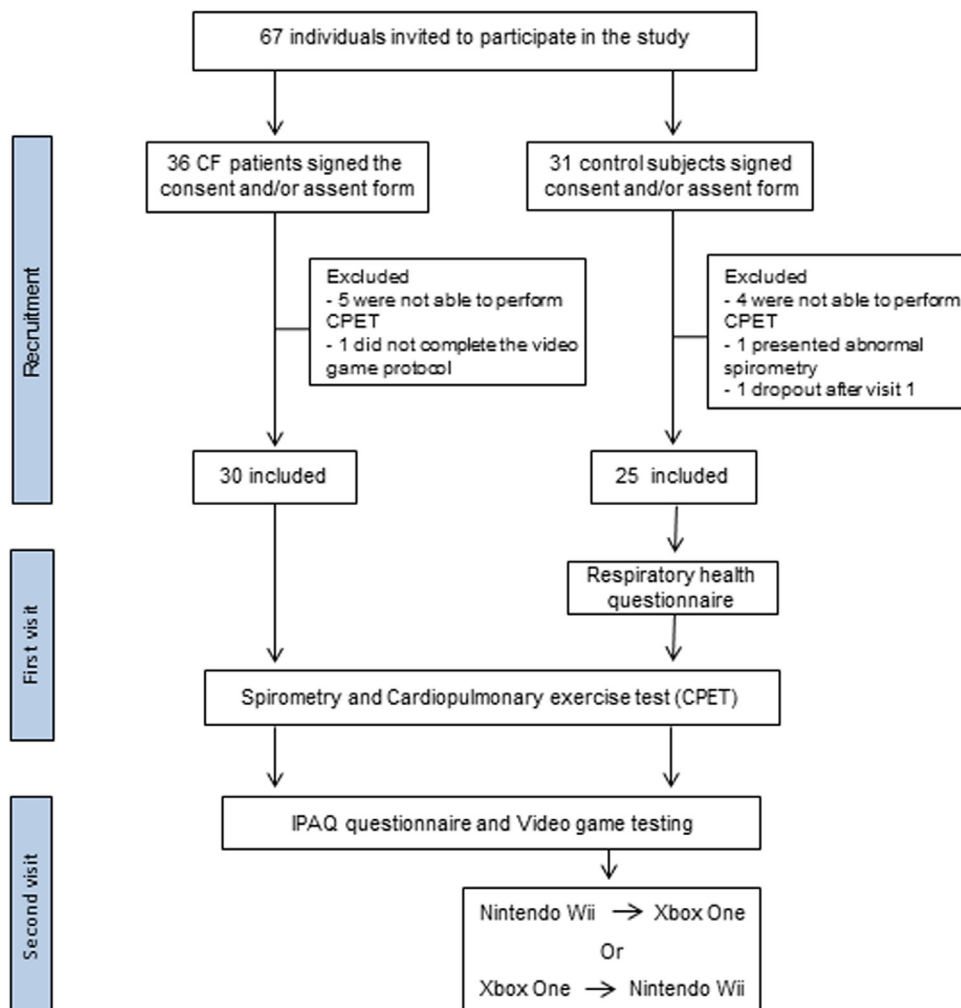 67 individuals invited to participate in the study
Recruitment
36 CF patients signed the
consent and/or assent form
31 control subjects signed
consent and/or assent form
Excluded
- 5 were not able to perform
CPET
- 1 did not complete the video
game protocol
Excluded
- 4 were not able to perform
CPET
- 1 presented abnormal
spirometry
- 1 dropout after visit 1
30 included
25 included
First visit
Respiratory health
questionnaire
Spirometry and Cardiopulmonary exercise test (CPET)
Second visit
IPAQ questionnaire and Video game testing
Nintendo Wii → Xbox One
Or
Xbox One → Nintendo Wii